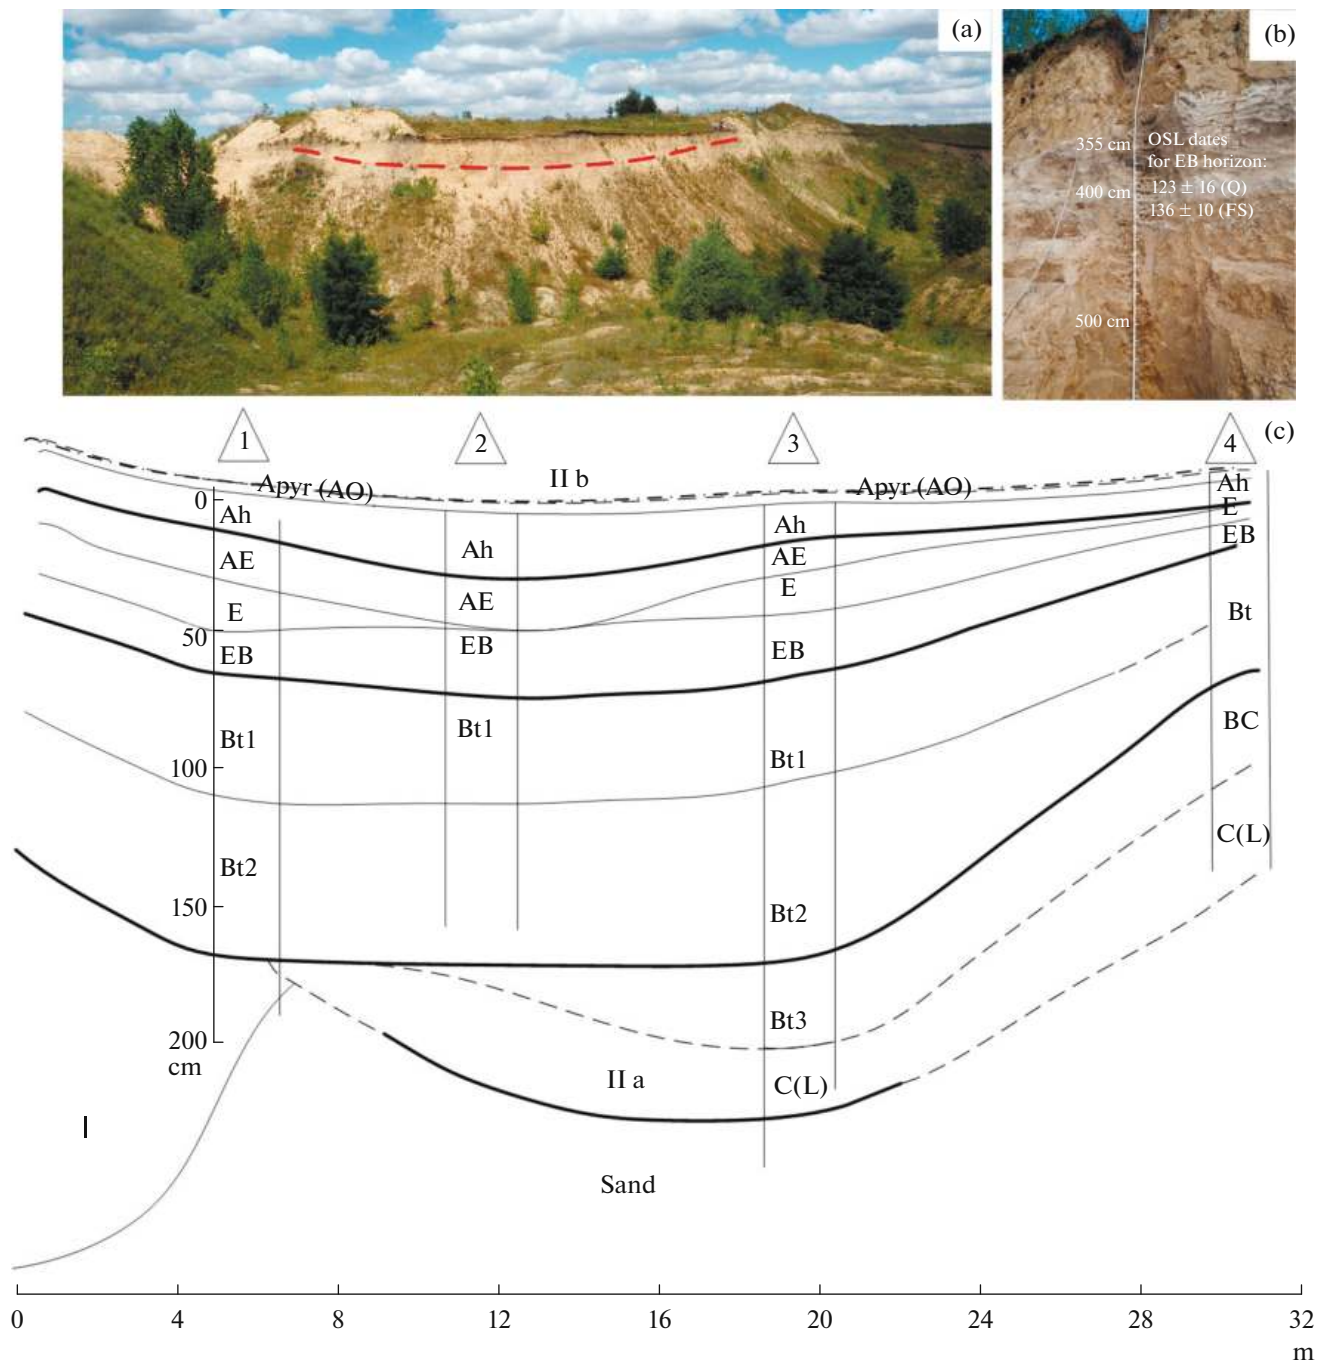 (a)
(b)
355 cm
OSL dates
for EB horizon:
400 cm
123 ± 16 (Q)
136 ± 10 (FS)
500 cm
(c)
1
2
3
4
II b
Apyr (AO)
Apyr (AO)
0
50
100
150
200
cm
Ah
AE
E
EB
Bt1
Bt2
Ah
AE
EB
Bt1
Ah
AE
E
EB
Bt1
Bt2
Bt3
C(L)
Ah
E
EB
Bt
BC
C(L)
II a
I
Sand
0 4 8 12 16 20 24 28 32
m